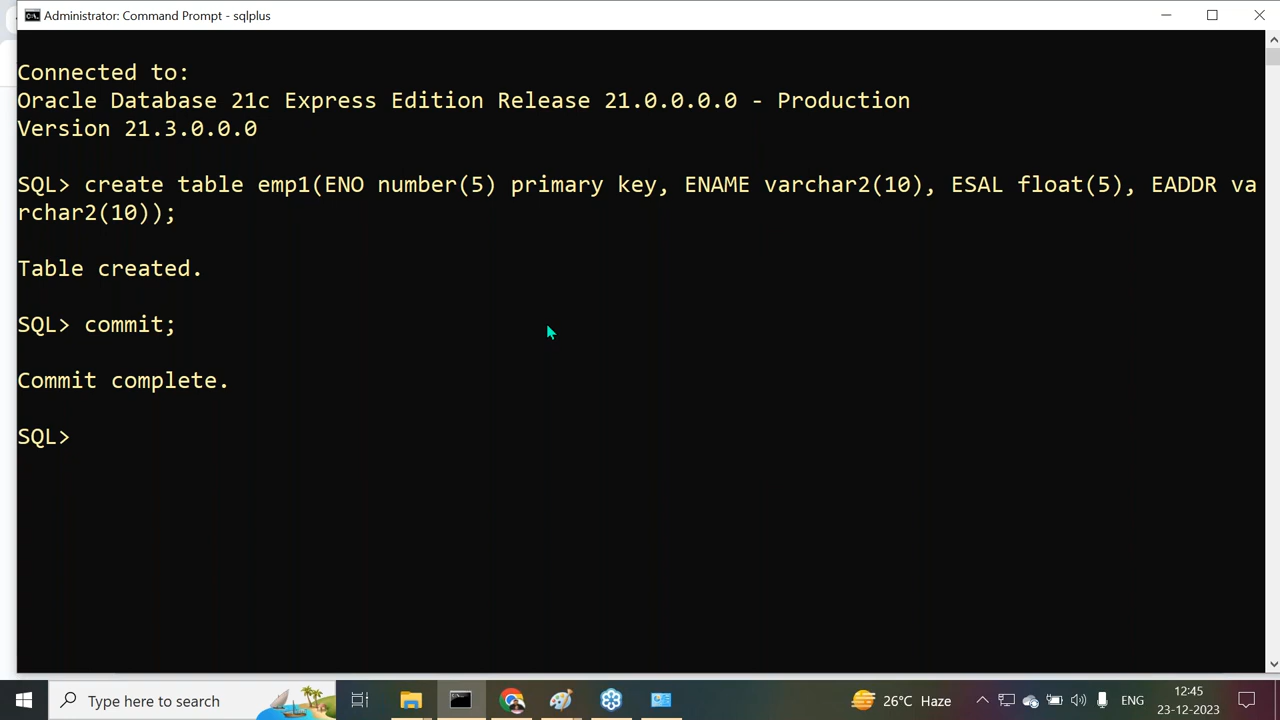 Administrator: Command Prompt - sqlplus
Connected to:
Oracle Database 21c Express Edition Release 21.0.0.0.0 - Production
Version 21.3.0.0.0
SQL> create table emp1(ENO number(5) primary key, ENAME varchar2(10), ESAL float(5), EADDR va
rchar2(10));
Table created.
SQL> commit;
Commit complete.
SQL>
Type here to search
26°C Haze
ENG
12:45
23-12-2023